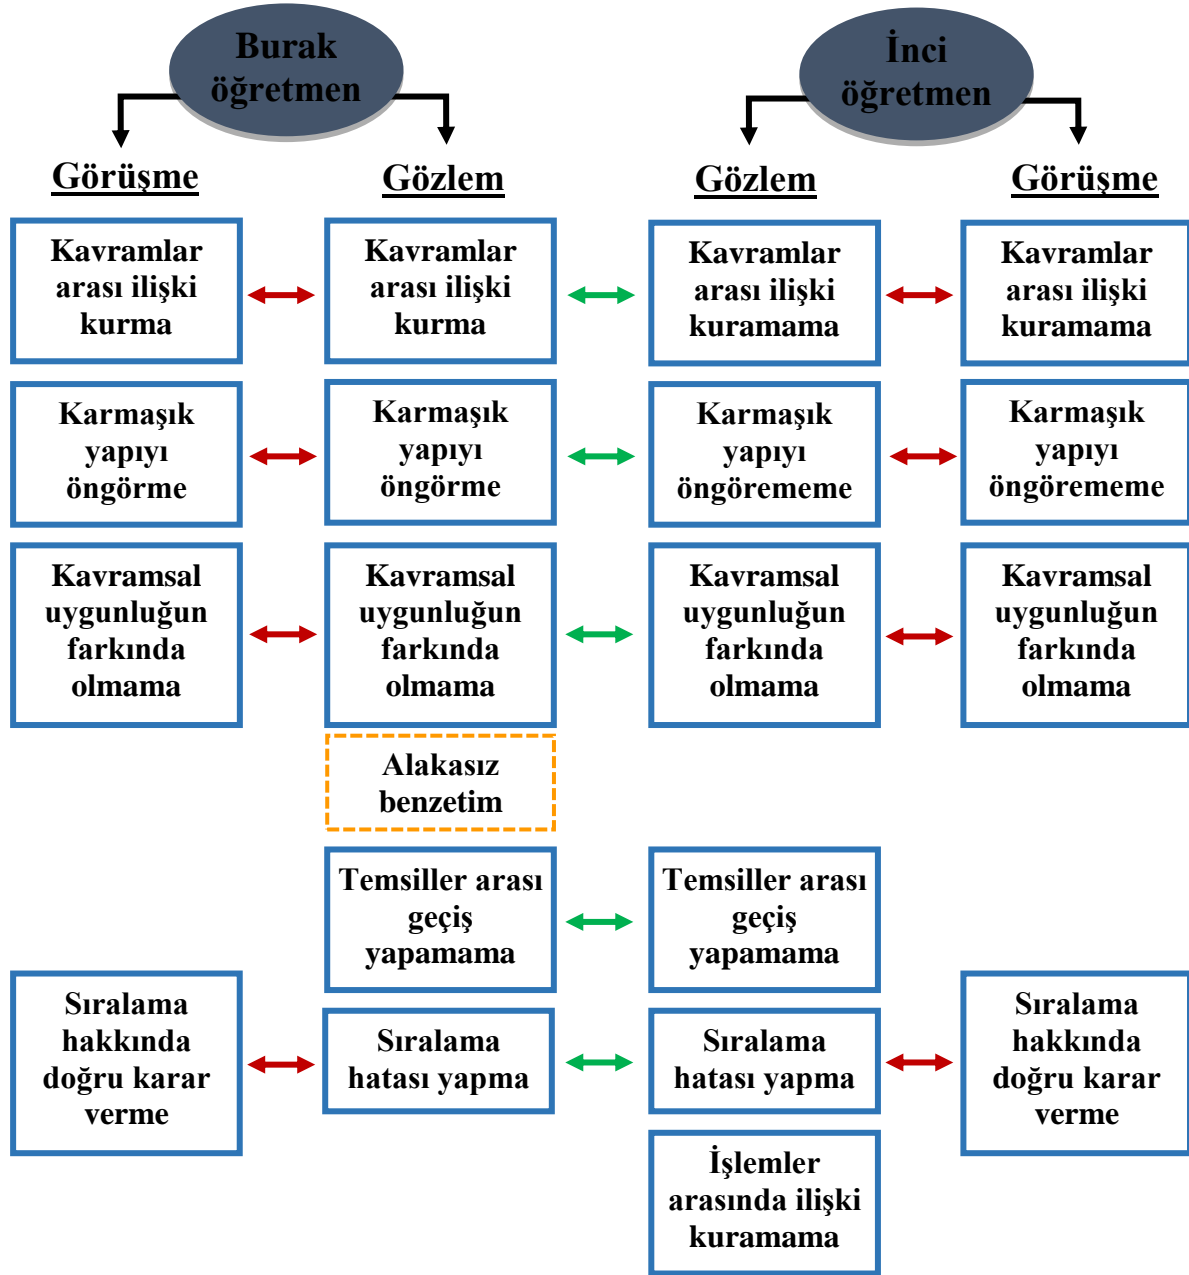 Burak
öğretmen
İnci
öğretmen
Görüşme
Gözlem
Gözlem
Görüşme
Kavramlar
arası ilişki
kurma
Kavramlar
arası ilişki
kurma
Kavramlar
arası ilişki
kuramama
Kavramlar
arası ilişki
kuramama
Karmaşık
yapıyı
öngörme
Karmaşık
yapıyı
öngörme
Karmaşık
yapıyı
öngörememe
Karmaşık
yapıyı
öngörememe
Kavramsal
uygunluğun
farkında
olmama
Kavramsal
uygunluğun
farkında
olmama
Kavramsal
uygunluğun
farkında
olmama
Kavramsal
uygunluğun
farkında
olmama
Alakasız
benzetim
Temsiller arası
geçiş
yapamama
Temsiller arası
geçiş
yapamama
Sıralama
hakkında
doğru karar
verme
Sıralama
hatası yapma
Sıralama
hatası yapma
Sıralama
hakkında
doğru karar
verme
İşlemler
arasında ilişki
kuramama